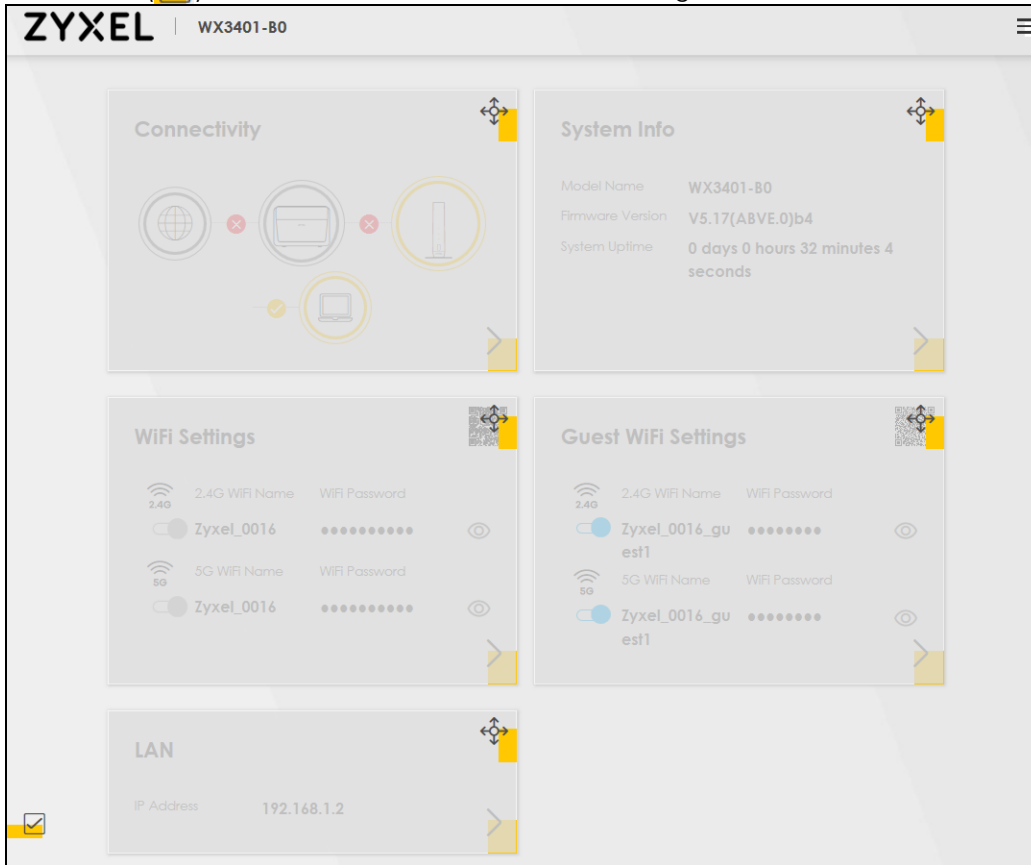 ZYXEL WX3401-B0
Connectivity
System Info
Model Name WX3401-B0
Firmware Version V5.17(ABVE.0)b4
System Uptime 0 days 0 hours 32 minutes 4
seconds
WiFi Settings
2.4G
2.4G WiFi Name WiFi Password
Zyxel_0016 ●●●●●●●●●●
5G
5G WiFi Name WiFi Password
Zyxel_0016 ●●●●●●●●●●
Guest WiFi Settings
2.4G
2.4G WiFi Name WiFi Password
Zyxel_0016_gu ●●●●●●●●
est1
5G
5G WiFi Name WiFi Password
Zyxel_0016_gu ●●●●●●●●
est1
LAN
IP Address 192.168.1.2